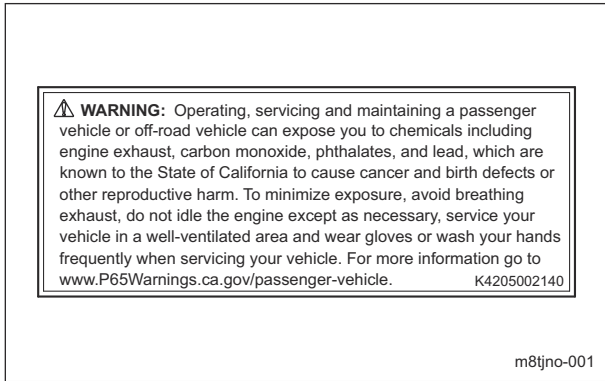 ⚠ WARNING: Operating, servicing and maintaining a passenger
vehicle or off-road vehicle can expose you to chemicals including
engine exhaust, carbon monoxide, phthalates, and lead, which are
known to the State of California to cause cancer and birth defects or
other reproductive harm. To minimize exposure, avoid breathing
exhaust, do not idle the engine except as necessary, service your
vehicle in a well-ventilated area and wear gloves or wash your hands
frequently when servicing your vehicle. For more information go to
www.P65Warnings.ca.gov/passenger-vehicle. K4205002140
m8tjno-001